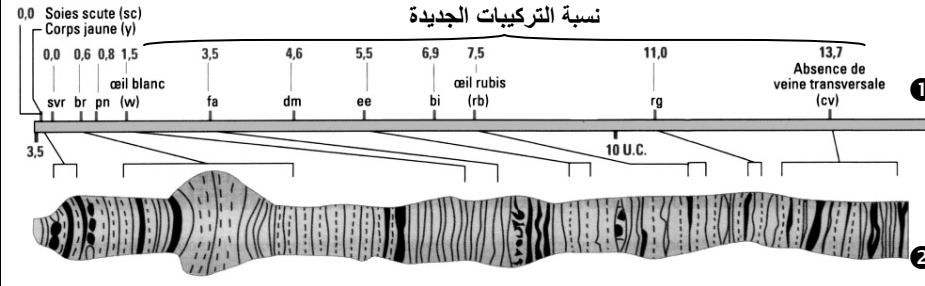 نسبة التركيبات الجديدة
0,0 Soies scute (sc)
Corps jaune (y)
0,0 0,6 0,8 1,5 3,5 4,6 5,5 6,9 7,5 11,0 13,7
œil blanc
(w)
œil rubis
(rb)
Absence de
veine transversale
(cv)
svr br pn fa dm ee bi rg
❶
3,5 10 U.C.
❷